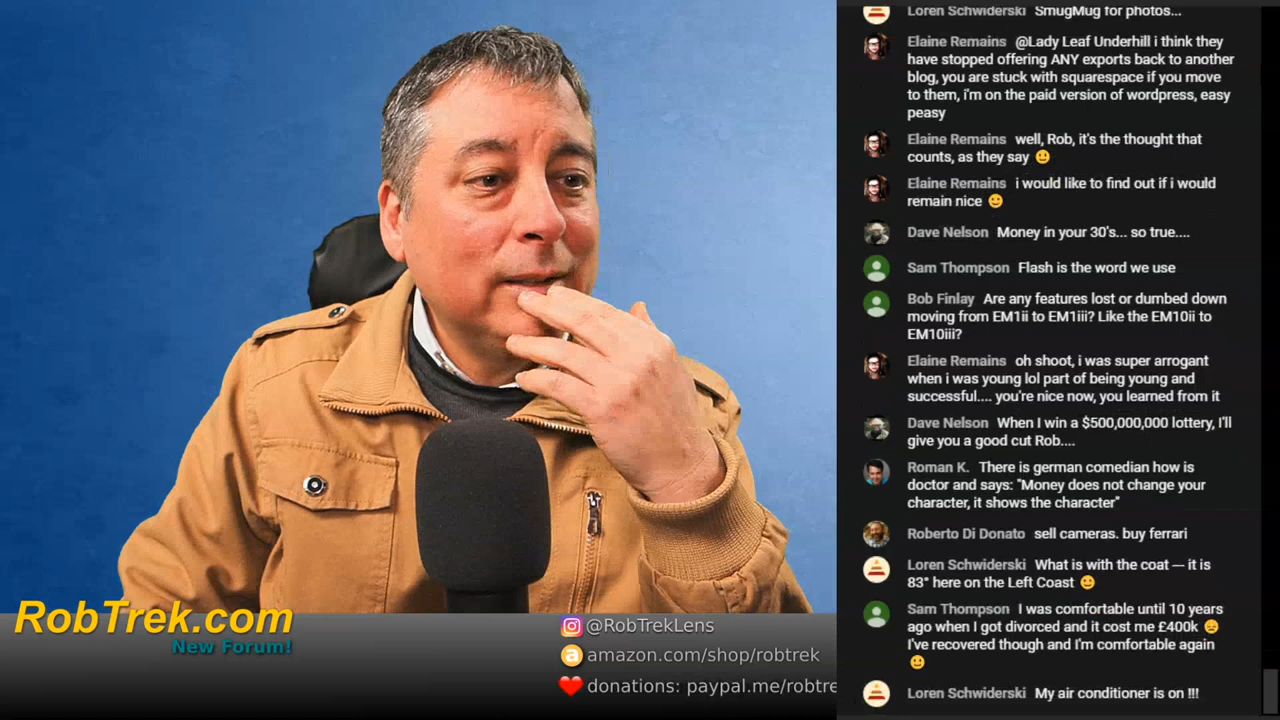 Loren Schwiderski SmugMug for photos...
Elaine Remains @Lady Leaf Underhill i think they
have stopped offering ANY exports back to another
blog, you are stuck with squarespace if you move
to them, i'm on the paid version of wordpress, easy
peasy
Elaine Remains well, Rob, it's the thought that
counts, as they say
Elaine Remains i would like to find out if i would
remain nice
Dave Nelson Money in your 30's... so true....
Sam Thompson Flash is the word we use
Bob Finlay Are any features lost or dumbed down
moving from EM1ii to EM1iii? Like the EM10ii to
EM10iii?
Elaine Remains oh shoot, i was super arrogant
when i was young lol part of being young and
successful.... you're nice now, you learned from it
Dave Nelson When I win a $500,000,000 lottery, I'll
give you a good cut Rob....
Roman K. There is german comedian how is
doctor and says: "Money does not change your
character, it shows the character"
Roberto Di Donato sell cameras. buy ferrari
Loren Schwiderski What is with the coat — it is
83° here on the Left Coast
Sam Thompson I was comfortable until 10 years
ago when I got divorced and it cost me £400k
I've recovered though and I'm comfortable again
Loren Schwiderski My air conditioner is on !!!
RobTrek.com
New Forum!
@RobTrekLens
amazon.com/shop/robtrek
donations: paypal.me/robtre